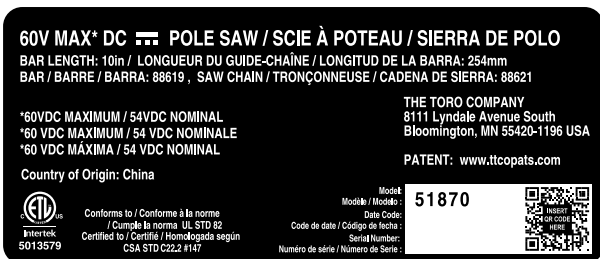 60V MAX* DC POLE SAW / SCIE À POTEAU / SIERRA DE POLO
BAR LENGTH: 10in / LONGUEUR DU GUIDE-CHAÎNE / LONGITUD DE LA BARRA: 254mm
BAR / BARRE / BARRA: 88619 , SAW CHAIN / TRONÇONNEUSE / CADENA DE SIERRA: 88621
*60VDC MAXIMUM / 54VDC NOMINAL
*60 VDC MAXIMUM / 54 VDC NOMINALE
*60 VDC MÁXIMA / 54 VDC NOMINAL
Country of Origin: China
THE TORO COMPANY
8111 Lyndale Avenue South
Bloomington, MN 55420-1196 USA
PATENT: www.ttcopats.com
C ETL US
Intertek
5013579
Conforms to / Conforme à la norme
/ Cumple la norma UL STD 82
Certified to / Certifié / Homologada según
CSA STD C22.2 #147
Model:
Modèle / Modelo : 51870
Date Code:
Code de date / Código de fecha :
Serial Number:
Numéro de série / Número de Serie :
INSERT
QR CODE
HERE